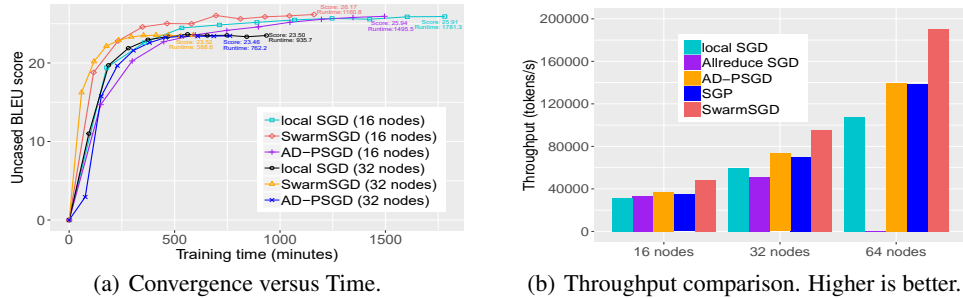 Score: 26.17
Runtime:1160.8
Score: 25.91
Runtime: 1781.3
Score: 25.94
Runtime:1495.5
Score: 23.50
Runtime: 935.7
Score: 23.46
Runtime: 762.2
Score: 23.52
20
10
0
0
500
1000
1500
Uncased BLEU score
Training time (minutes)
local SGD (16 nodes)
SwarmSGD (16 nodes)
AD-PSGD (16 nodes)
local SGD (32 nodes)
SwarmSGD (32 nodes)
AD-PSGD (32 nodes)
(a) Convergence versus Time.
Throughput (tokens/s)
200000
160000
120000
80000
40000
0
local SGD
Allreduce SGD
AD-PSGD
SGP
SwarmSGD
16 nodes
32 nodes
64 nodes
(b) Throughput comparison. Higher is better.